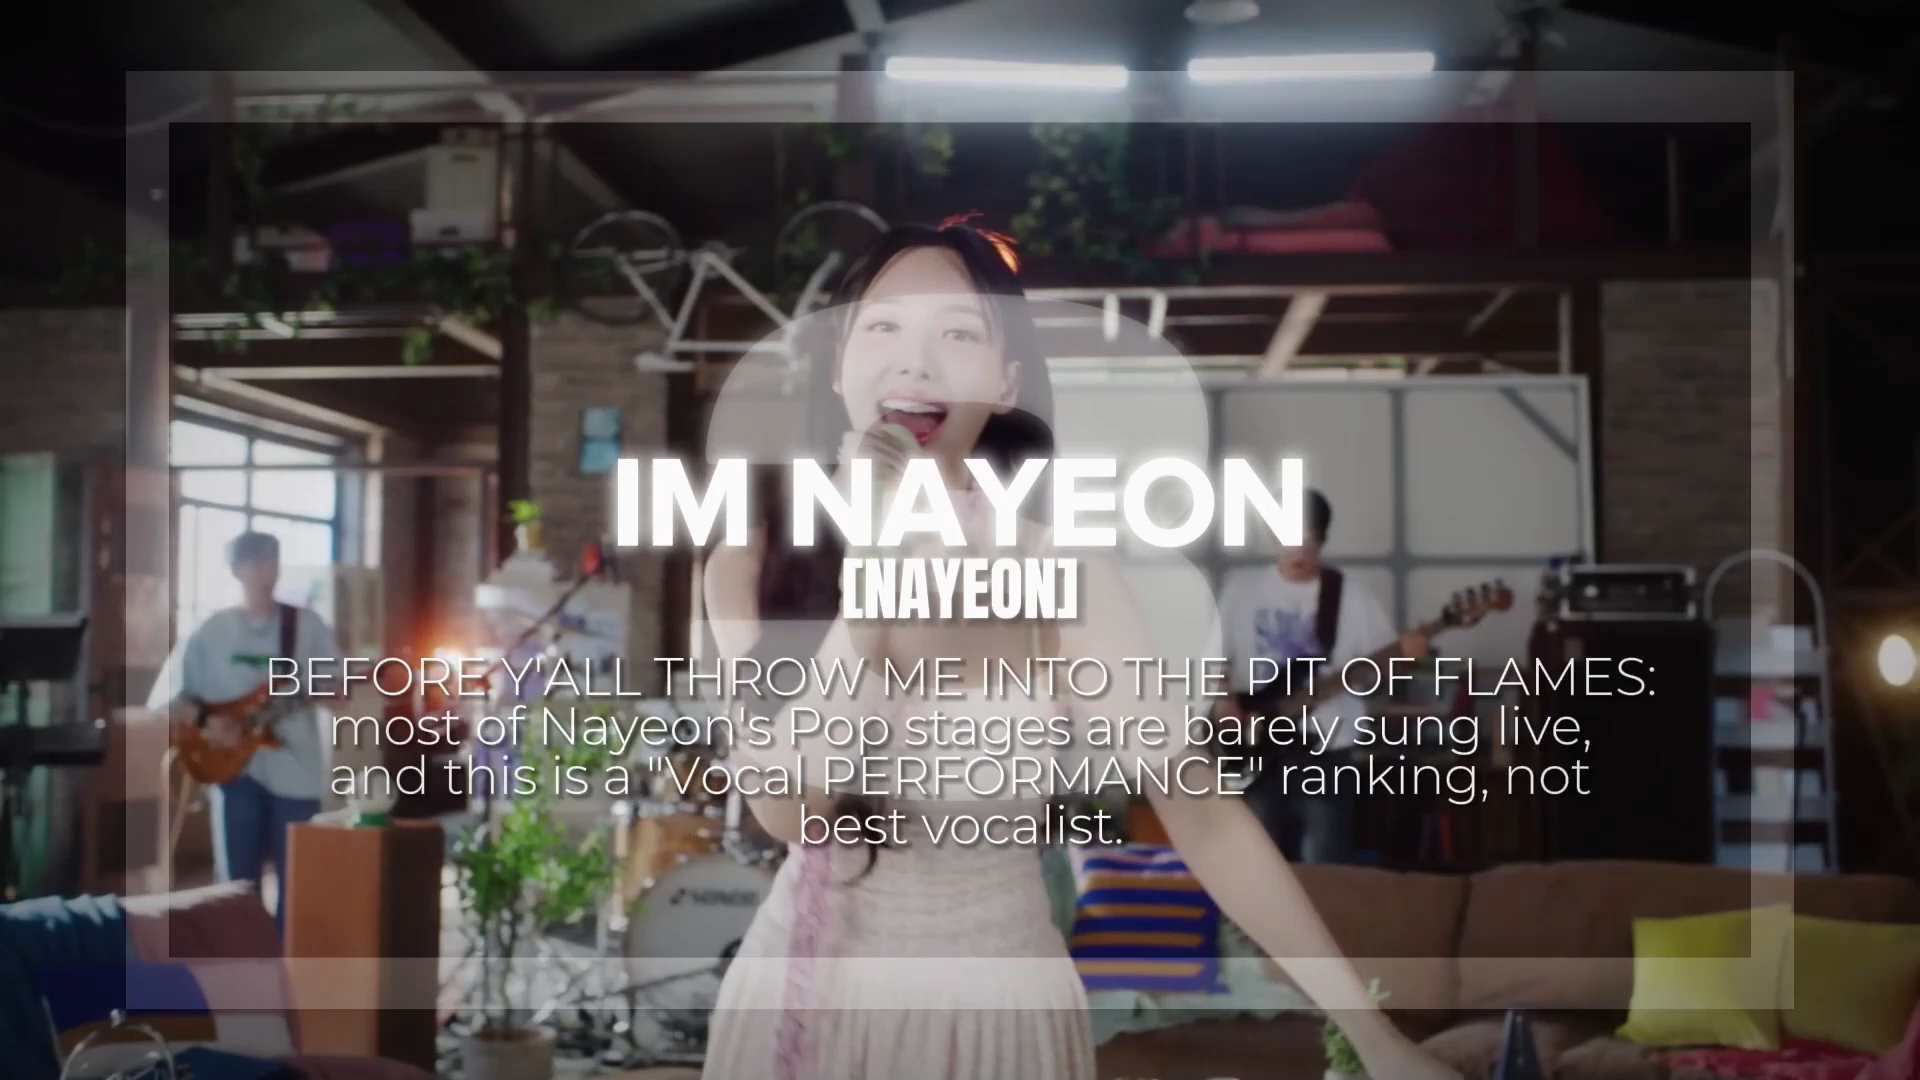 3
IM NAYEON
[NAYEON]
BEFORE Y'ALL THROW ME INTO THE PIT OF FLAMES:
most of Nayeon's Pop stages are barely sung live,
and this is a "Vocal PERFORMANCE" ranking, not
best vocalist.